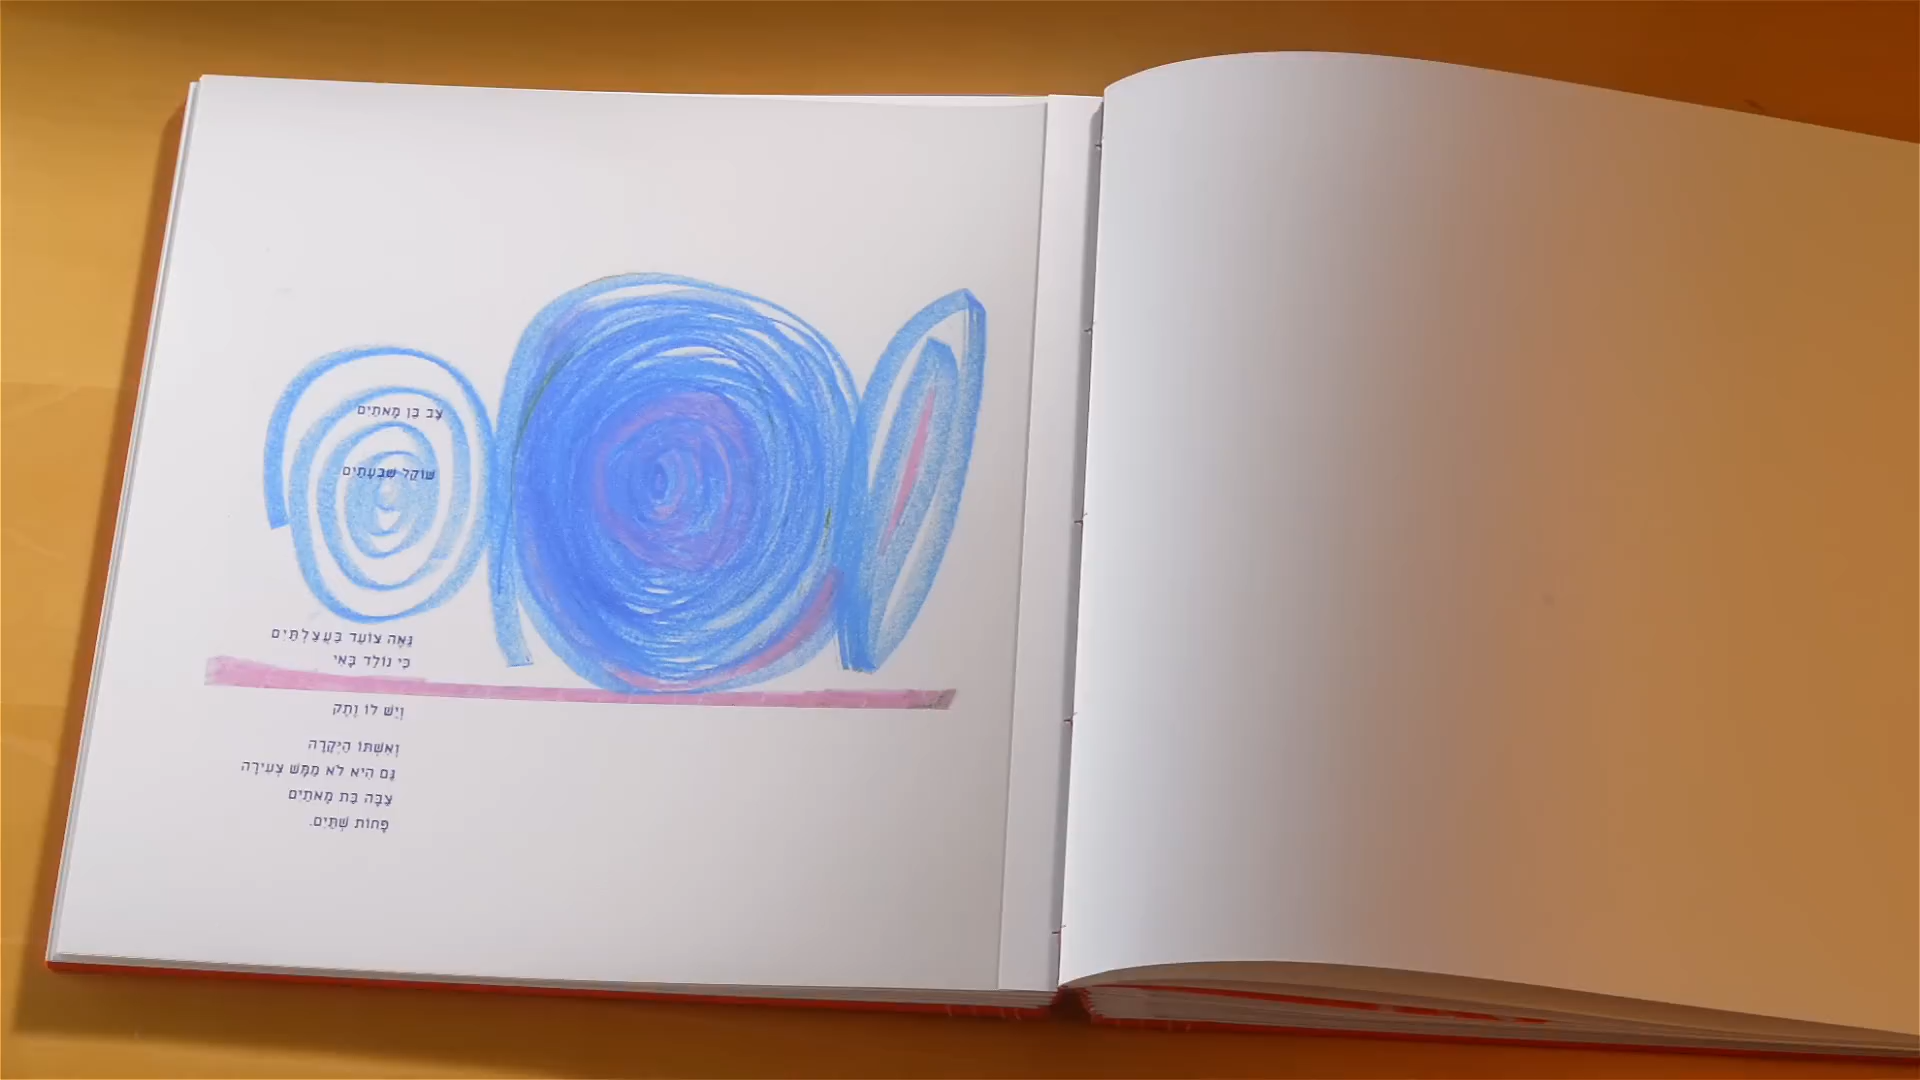 צָב בֶּן מָאתַיִם
שׁוֹקֵל שִׁבְעָתַיִם
גֵּאֶה צוֹעֵד בַּעֲצַלְתַּיִם
כִּי נוֹלַד בָּאִי
וְיֵשׁ לוֹ וֶתֶק
וְאִשְׁתּוֹ הַיְּקָרָה
גַּם הִיא לֹא מַמָּשׁ צְעִירָה
צַבָּה בַּת מָאתַיִם
פָּחוֹת שְׁתַּיִם.